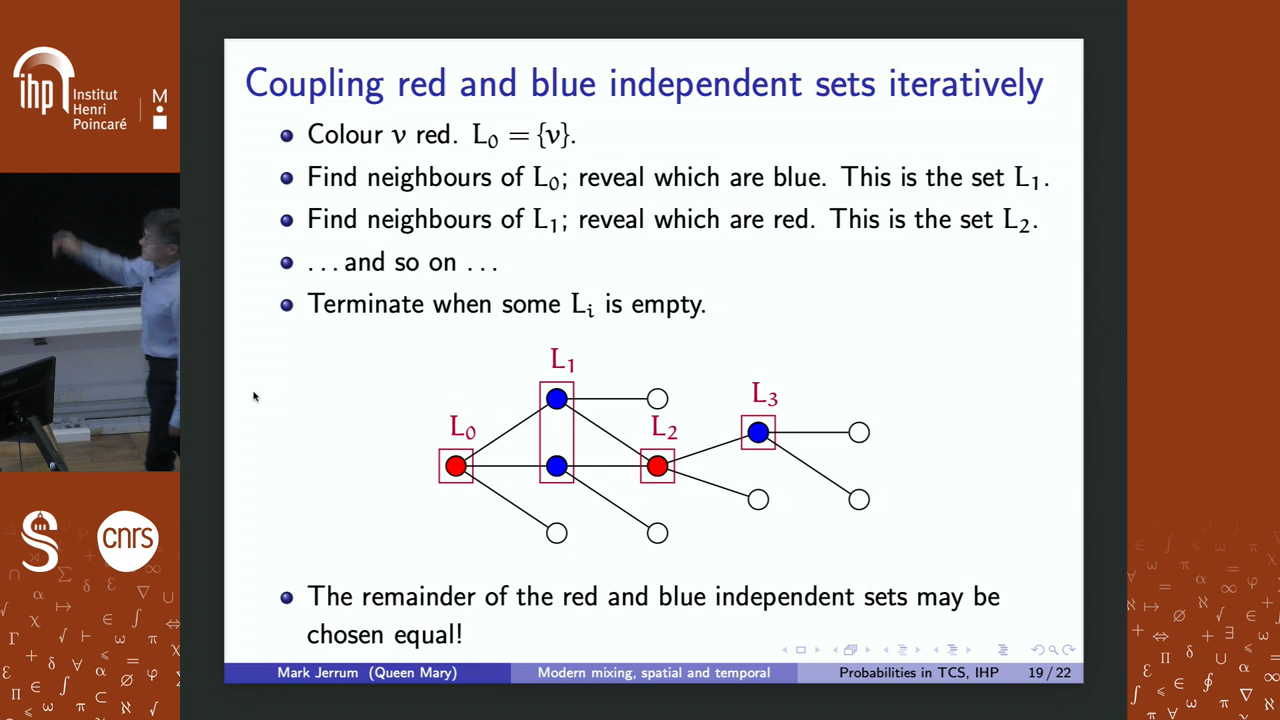 ihp
Institut
Henri
Poincaré
M
Coupling red and blue independent sets iteratively
Colour v red. L₀ = {v}.
Find neighbours of L₀; reveal which are blue. This is the set L₁.
Find neighbours of L₁; reveal which are red. This is the set L₂.
... and so on ...
Terminate when some Lᵢ is empty.
L₁
L₃
L₀
L₂
The remainder of the red and blue independent sets may be
chosen equal!
Mark Jerrum (Queen Mary)
Modern mixing, spatial and temporal
Probabilities in TCS, IHP
19 / 22
S
cnrs